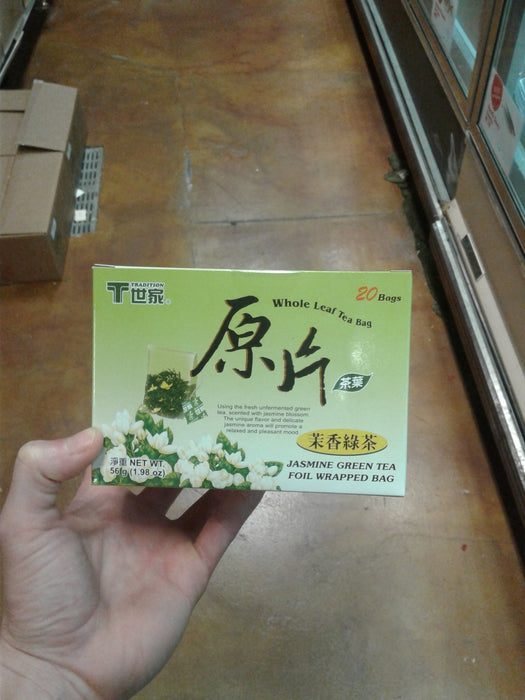 TRADITION
T世家®
Whole Leaf Tea Bag
20 Bags
原片
茶葉
Using the fresh unfermented green
tea, scented with jasmine blossom.
The unique flavor and delicate
jasmine aroma will promote a
relaxed and pleasant mood
茉香綠茶
淨重 NET WT.
56g (1.98 oz)
JASMINE GREEN TEA
FOIL WRAPPED BAG